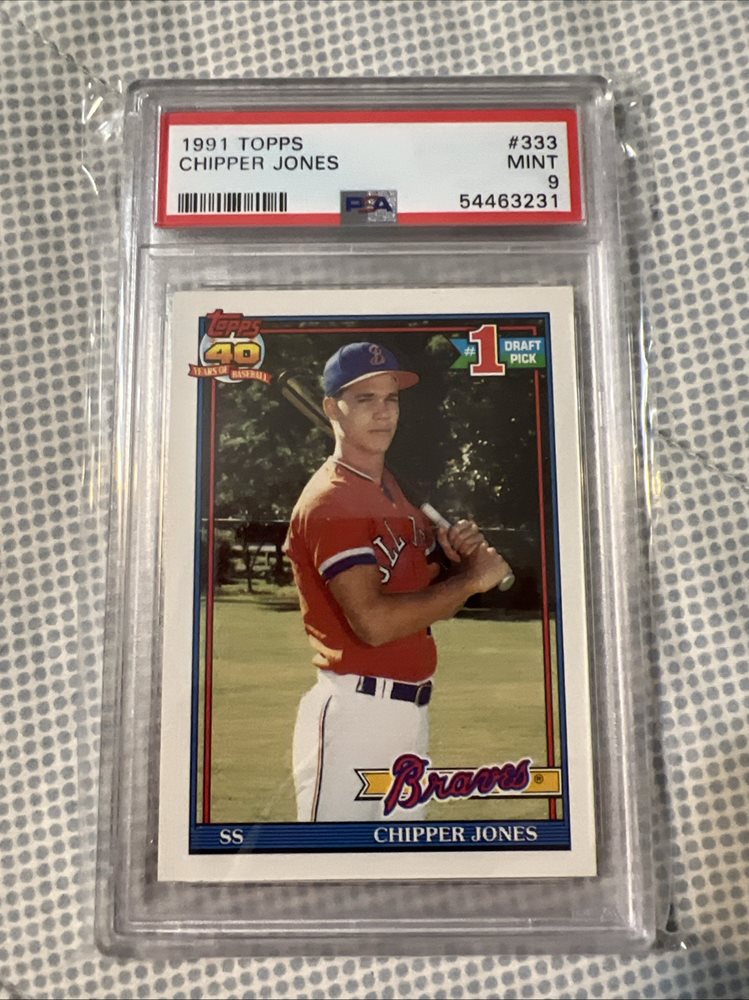 1991 TOPPS #333
CHIPPER JONES MINT
9
PSA 54463231
Topps
40
YEARS OF BASEBALL
#1 DRAFT
PICK
B
Braves®
SS CHIPPER JONES